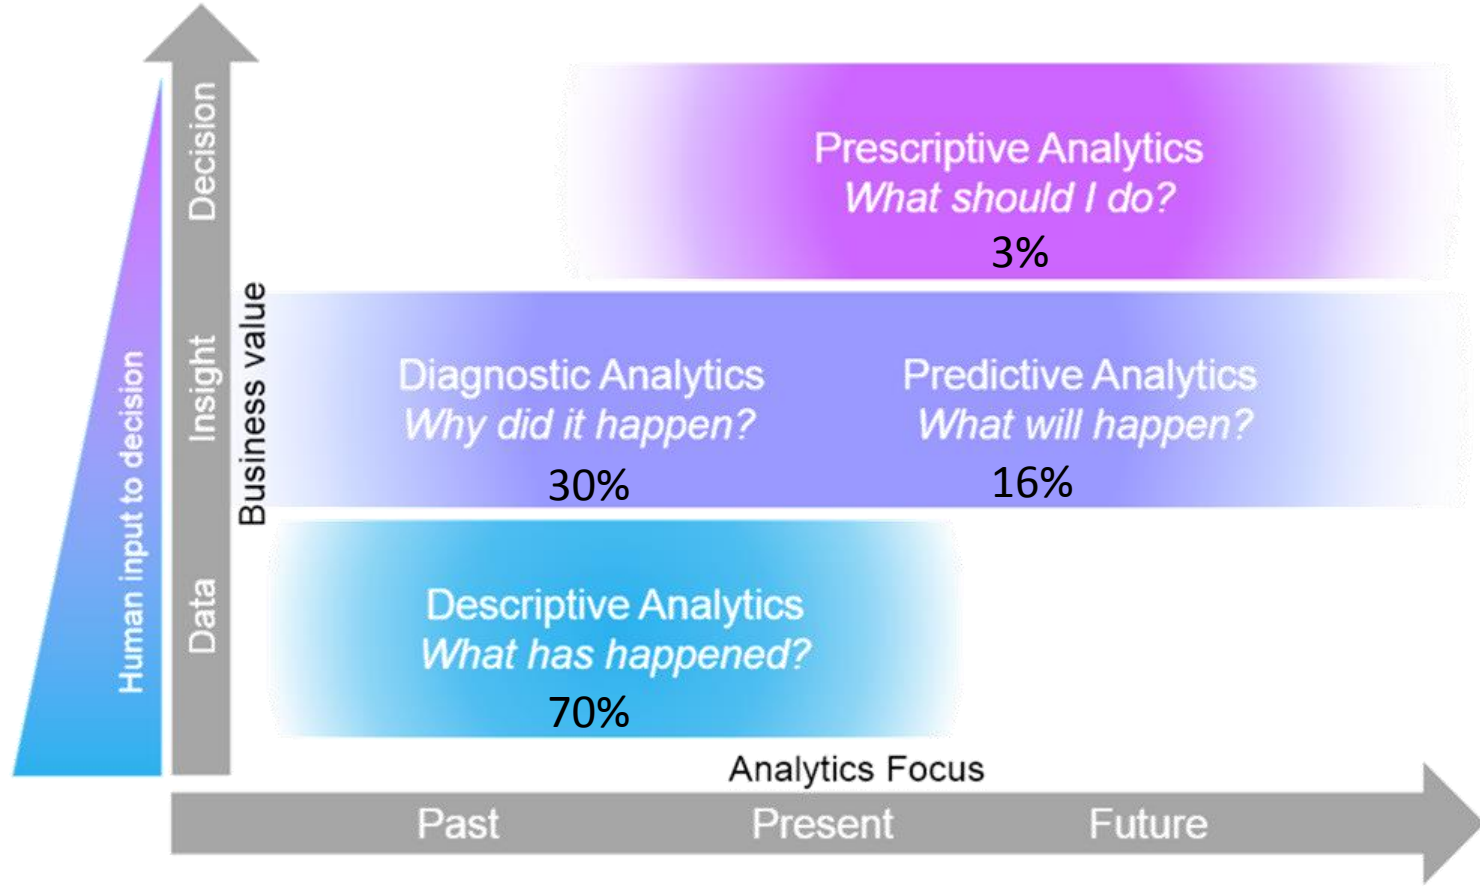 Prescriptive Analytics
What should I do?
3%
Diagnostic Analytics
Why did it happen?
30%
Predictive Analytics
What will happen?
16%
Descriptive Analytics
What has happened?
70%
Human input to decision
Decision
Insight
Data
Business value
Analytics Focus
Past
Present
Future